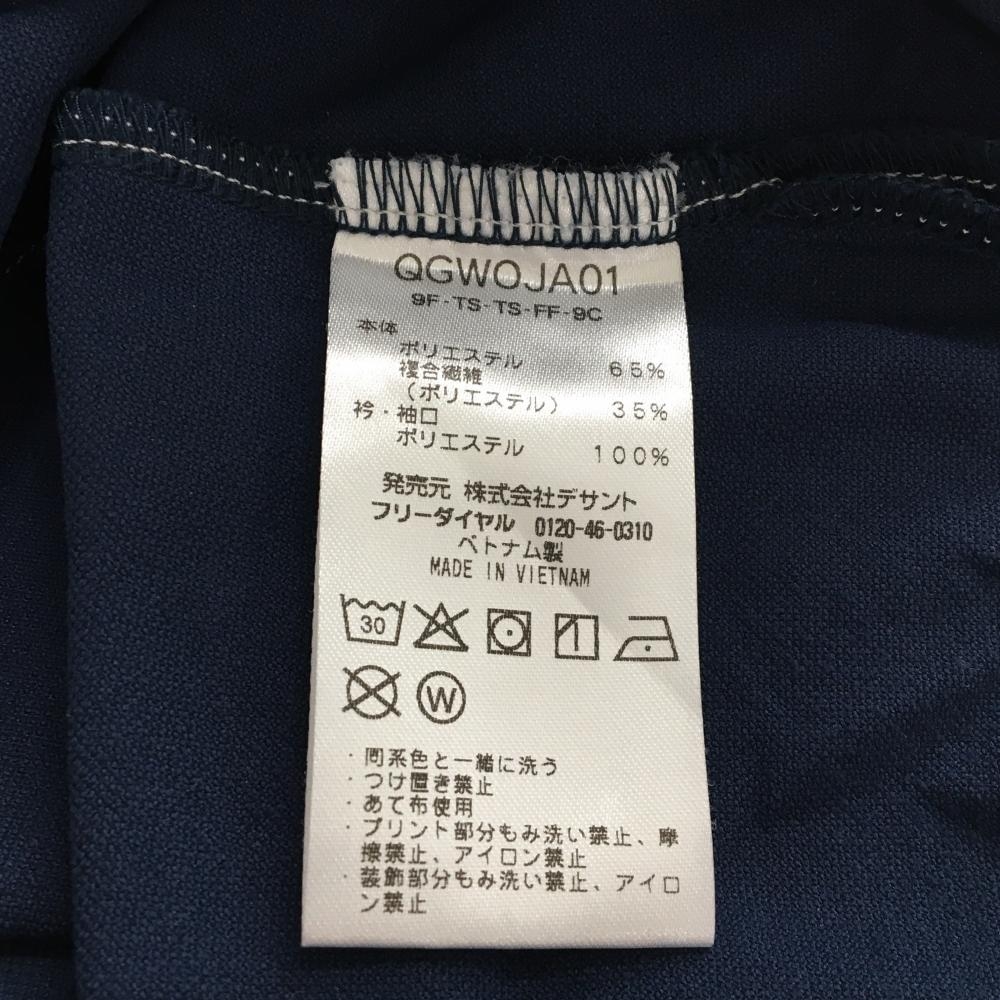 QGWOJA01
9F-TS-TS-FF-9C
本体
ポリエステル 65%
複合繊維
(ポリエステル) 35%
衿・袖口
ポリエステル 100%
発売元 株式会社デサント
フリーダイヤル 0120-46-0310
ベトナム製
MADE IN VIETNAM
30
W
・同系色と一緒に洗う
・つけ置き禁止
・あて布使用
・プリント部分もみ洗い禁止、摩
擦禁止、アイロン禁止
・装飾部分もみ洗い禁止、アイロ
ン禁止